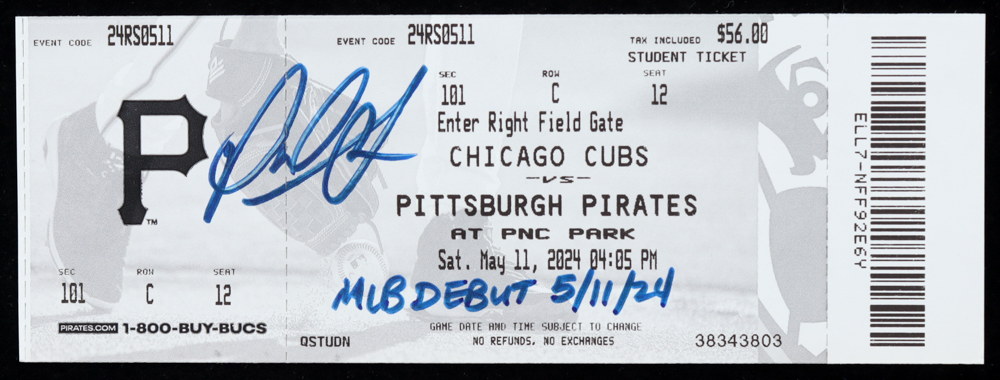 EVENT CODE 24RS0511
EVENT CODE 24RS0511
TAX INCLUDED $56.00
STUDENT TICKET
SEC ROW SEAT
101 C 12
Enter Right Field Gate
CHICAGO CUBS
-VS-
PITTSBURGH PIRATES
AT PNC PARK
Sat. May 11, 2024 04:05 PM
MLB DEBUT 5/11/24
GAME DATE AND TIME SUBJECT TO CHANGE
NO REFUNDS, NO EXCHANGES
QSTUDN
38343803
P
TM
SEC ROW SEAT
101 C 12
PIRATES.COM 1-800-BUY-BUCS
ELL7-NFF92E6Y